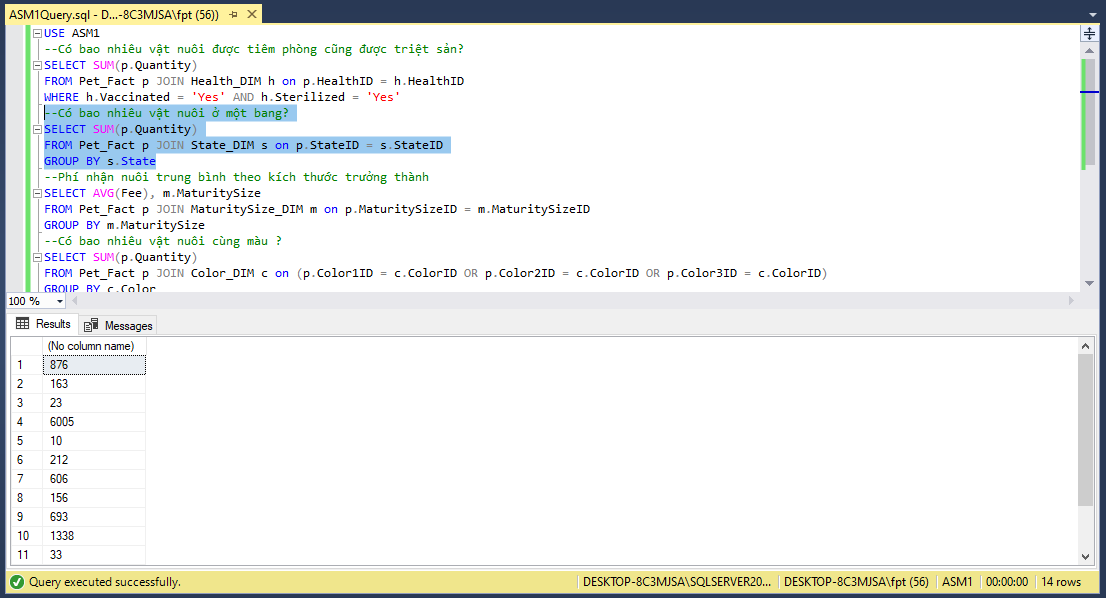 ASM1Query.sql - D...-8C3MJSA\fpt (56))
USE ASM1
--Có bao nhiêu vật nuôi được tiêm phòng cũng được triệt sản?
SELECT SUM(p.Quantity)
FROM Pet_Fact p JOIN Health_DIM h on p.HealthID = h.HealthID
WHERE h.Vaccinated = 'Yes' AND h.Sterilized = 'Yes'
--Có bao nhiêu vật nuôi ở một bang?
SELECT SUM(p.Quantity)
FROM Pet_Fact p JOIN State_DIM s on p.StateID = s.StateID
GROUP BY s.State
--Phí nhận nuôi trung bình theo kích thước trưởng thành
SELECT AVG(Fee), m.MaturitySize
FROM Pet_Fact p JOIN MaturitySize_DIM m on p.MaturitySizeID = m.MaturitySizeID
GROUP BY m.MaturitySize
--Có bao nhiêu vật nuôi cùng màu ?
SELECT SUM(p.Quantity)
FROM Pet_Fact p JOIN Color_DIM c on (p.Color1ID = c.ColorID OR p.Color2ID = c.ColorID OR p.Color3ID = c.ColorID)
GROUP BY c.Color
100 %
Results Messages
(No column name)
1 876
2 163
3 23
4 6005
5 10
6 212
7 606
8 156
9 693
10 1338
11 33
Query executed successfully. DESKTOP-8C3MJSA\SQLSERVER20... DESKTOP-8C3MJSA\fpt (56) ASM1 00:00:00 14 rows